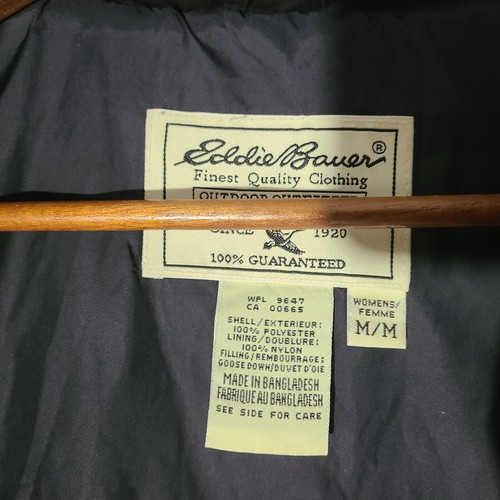 Eddie Bauer®
Finest Quality Clothing
SINCE 1920
100% GUARANTEED
WPL 9647
CA 00665
SHELL/EXTERIEUR:
100% POLYESTER
LINING/DOUBLURE:
100% NYLON
FILLING/REMBOURRAGE:
GOOSE DOWN/DUVET D'OIE
MADE IN BANGLADESH
FABRIQUE AU BANGLADESH
SEE SIDE FOR CARE
WOMENS/
FEMME
M/M